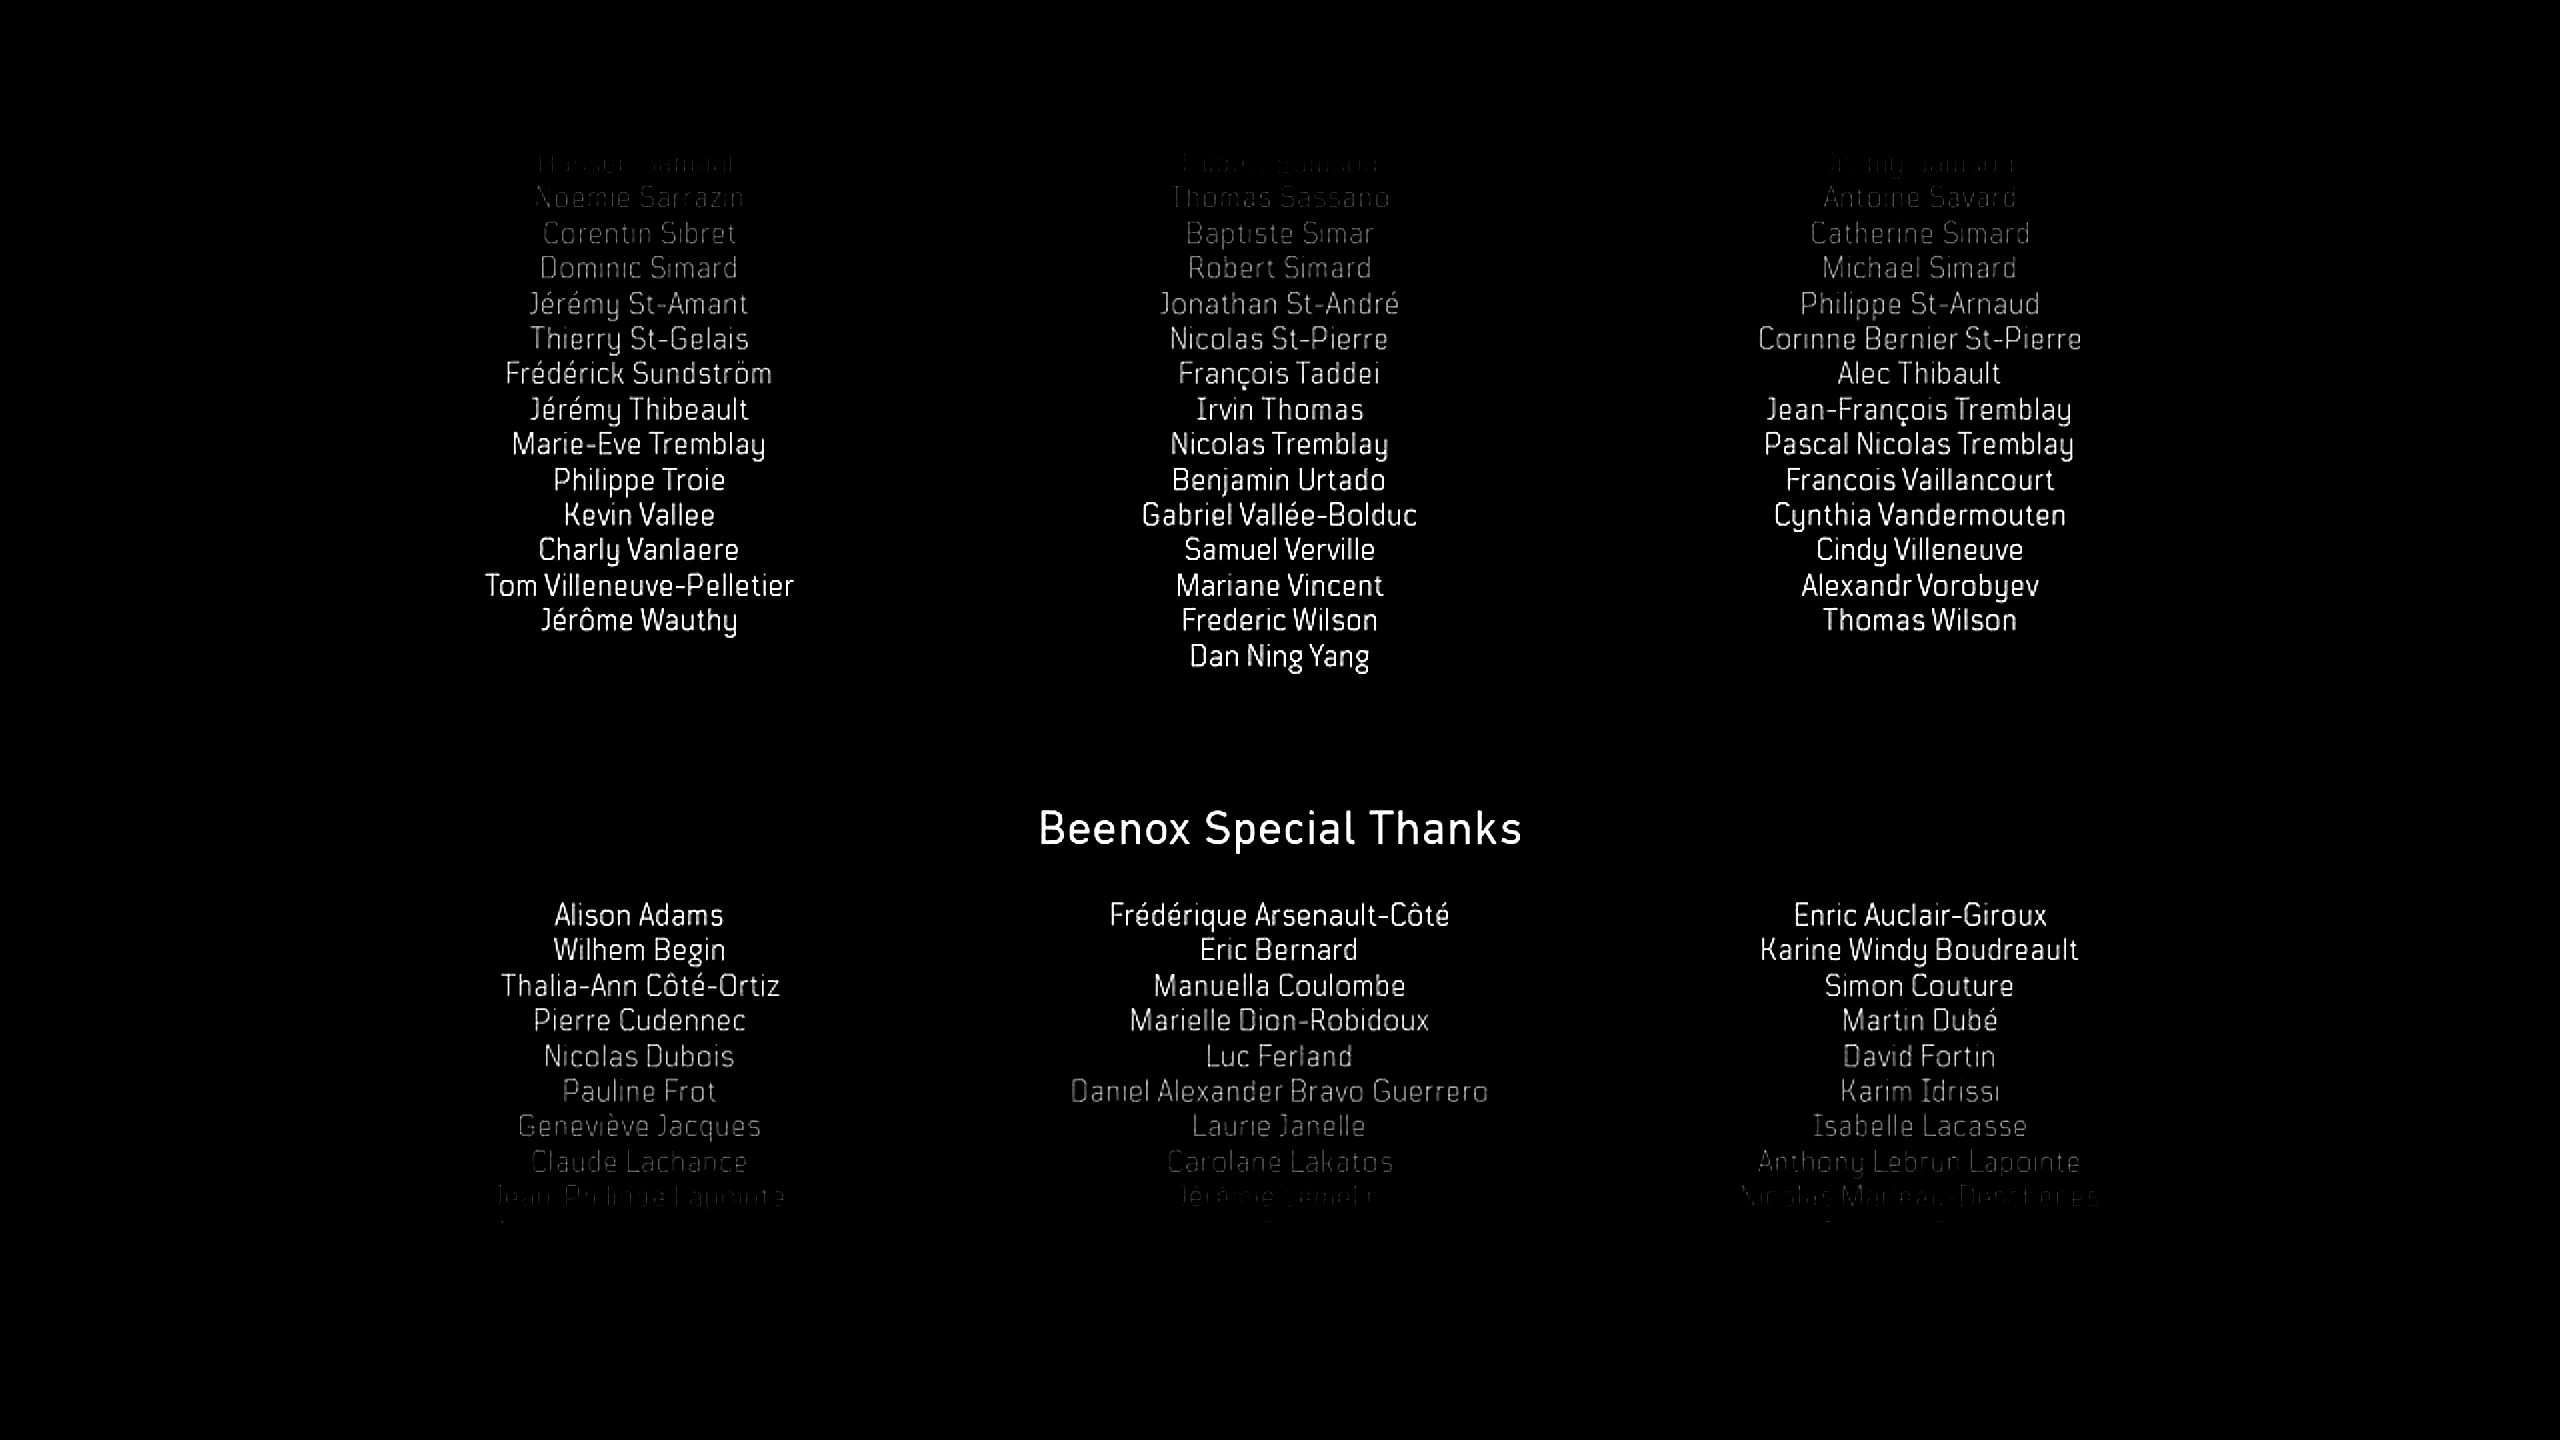 Noemie Sarrazin Thomas Sassano Antoine Savard
Corentin Sibret Baptiste Simar Catherine Simard
Dominic Simard Robert Simard Michael Simard
Jérémy St-Amant Jonathan St-André Philippe St-Arnaud
Thierry St-Gelais Nicolas St-Pierre Corinne Bernier St-Pierre
Frédérick Sundström François Taddei Alec Thibault
Jérémy Thibeault Irvin Thomas Jean-François Tremblay
Marie-Eve Tremblay Nicolas Tremblay Pascal Nicolas Tremblay
Philippe Troie Benjamin Urtado Francois Vaillancourt
Kevin Vallee Gabriel Vallée-Bolduc Cynthia Vandermouten
Charly Vanlaere Samuel Verville Cindy Villeneuve
Tom Villeneuve-Pelletier Mariane Vincent Alexandr Vorobyev
Jérôme Wauthy Frederic Wilson Thomas Wilson
Dan Ning Yang
Beenox Special Thanks
Alison Adams Frédérique Arsenault-Côté Enric Auclair-Giroux
Wilhem Begin Eric Bernard Karine Windy Boudreault
Thalia-Ann Côté-Ortiz Manuella Coulombe Simon Couture
Pierre Cudennec Marielle Dion-Robidoux Martin Dubé
Nicolas Dubois Luc Ferland David Fortin
Pauline Frot Daniel Alexander Bravo Guerrero Karim Idrissi
Geneviève Jacques Laurie Janelle Isabelle Lacasse
Claude Lachance Carolane Lakatos Anthony Lebrun Lapointe
Jean-Philippe Lapointe Jérémie Nicolas